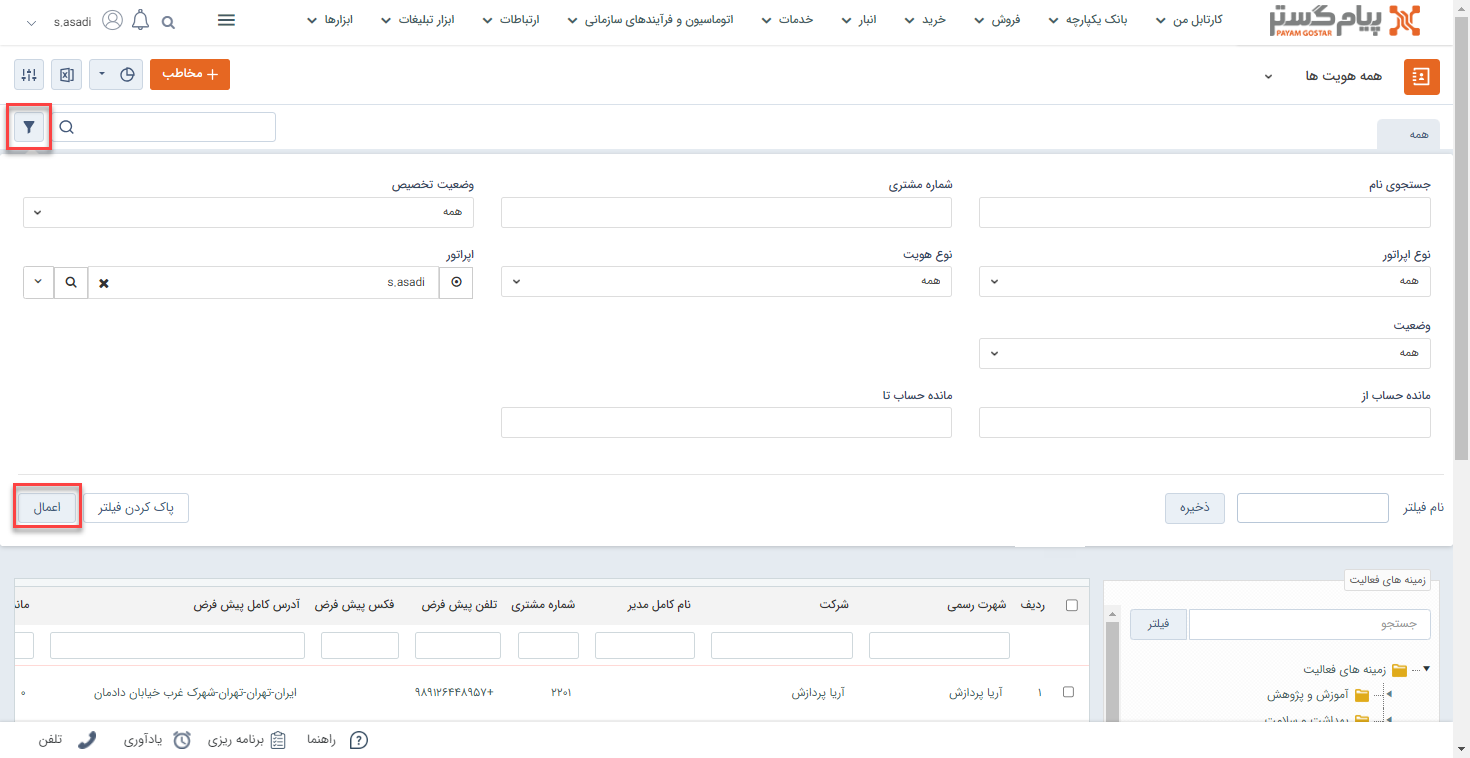 پیام گستر
PAYAM GOSTAR
کارتابل من
بانک یکپارچه
فروش
خرید
انبار
خدمات
اتوماسیون و فرآیندهای سازمانی
ارتباطات
ابزار تبلیغات
ابزارها
s.asadi
همه هویت ها
+ مخاطب
همه
جستجوی نام
شماره مشتری
وضعیت تخصیص
همه
نوع اپراتور
نوع هویت
اپراتور
همه
همه
s.asadi
وضعیت
همه
مانده حساب از
مانده حساب تا
نام فیلتر
ذخیره
پاک کردن فیلتر
اعمال
زمینه های فعالیت
جستجو
فیلتر
زمینه های فعالیت
آموزش و پژوهش
بهداشت و سلامت
ردیف شهرت رسمی شرکت نام کامل مدیر شماره مشتری تلفن پیش فرض فکس پیش فرض آدرس کامل پیش فرض
۱ آریا پردازش آریا پردازش ۲۲۰۱ +۹۸۹۱۲۶۴۴۸۹۵۷ ایران-تهران-تهران-شهرک غرب خیابان دادمان ۰
راهنما
برنامه ریزی
یادآوری
تلفن